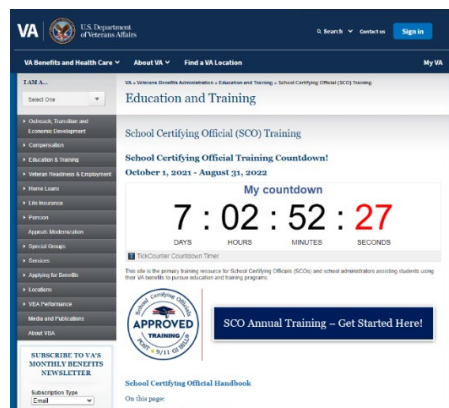 VA
U.S. Department
of Veterans Affairs
Search
Contact us
Sign in
VA Benefits and Health Care
About VA
Find a VA Location
My VA
I AM A...
Select One
VA » Veterans Benefits Administration » Education and Training » School Certifying Official (SCO) Training
Education and Training
Outreach, Transition and
Economic Development
Compensation
Education & Training
Veteran Readiness & Employment
Home Loans
Life Insurance
Pension
Appeals Modernization
Special Groups
Services
Applying for Benefits
Locations
VBA Performance
Media and Publications
About VBA
School Certifying Official (SCO) Training
School Certifying Official Training Countdown!
October 1, 2021 - August 31, 2022
My countdown
7 : 02 : 52 : 27
DAYS HOURS MINUTES SECONDS
TickCounter Countdown Timer
This site is the primary training resource for School Certifying Officials (SCOs) and school administrators assisting students using
their VA benefits to pursue education and training programs.
School Certifying Officials
APPROVED
TRAINING
POST 9/11 GI BILL
SCO Annual Training – Get Started Here!
SUBSCRIBE TO VA'S
MONTHLY BENEFITS
NEWSLETTER
Subscription Type
Email
School Certifying Official Handbook
On this page: